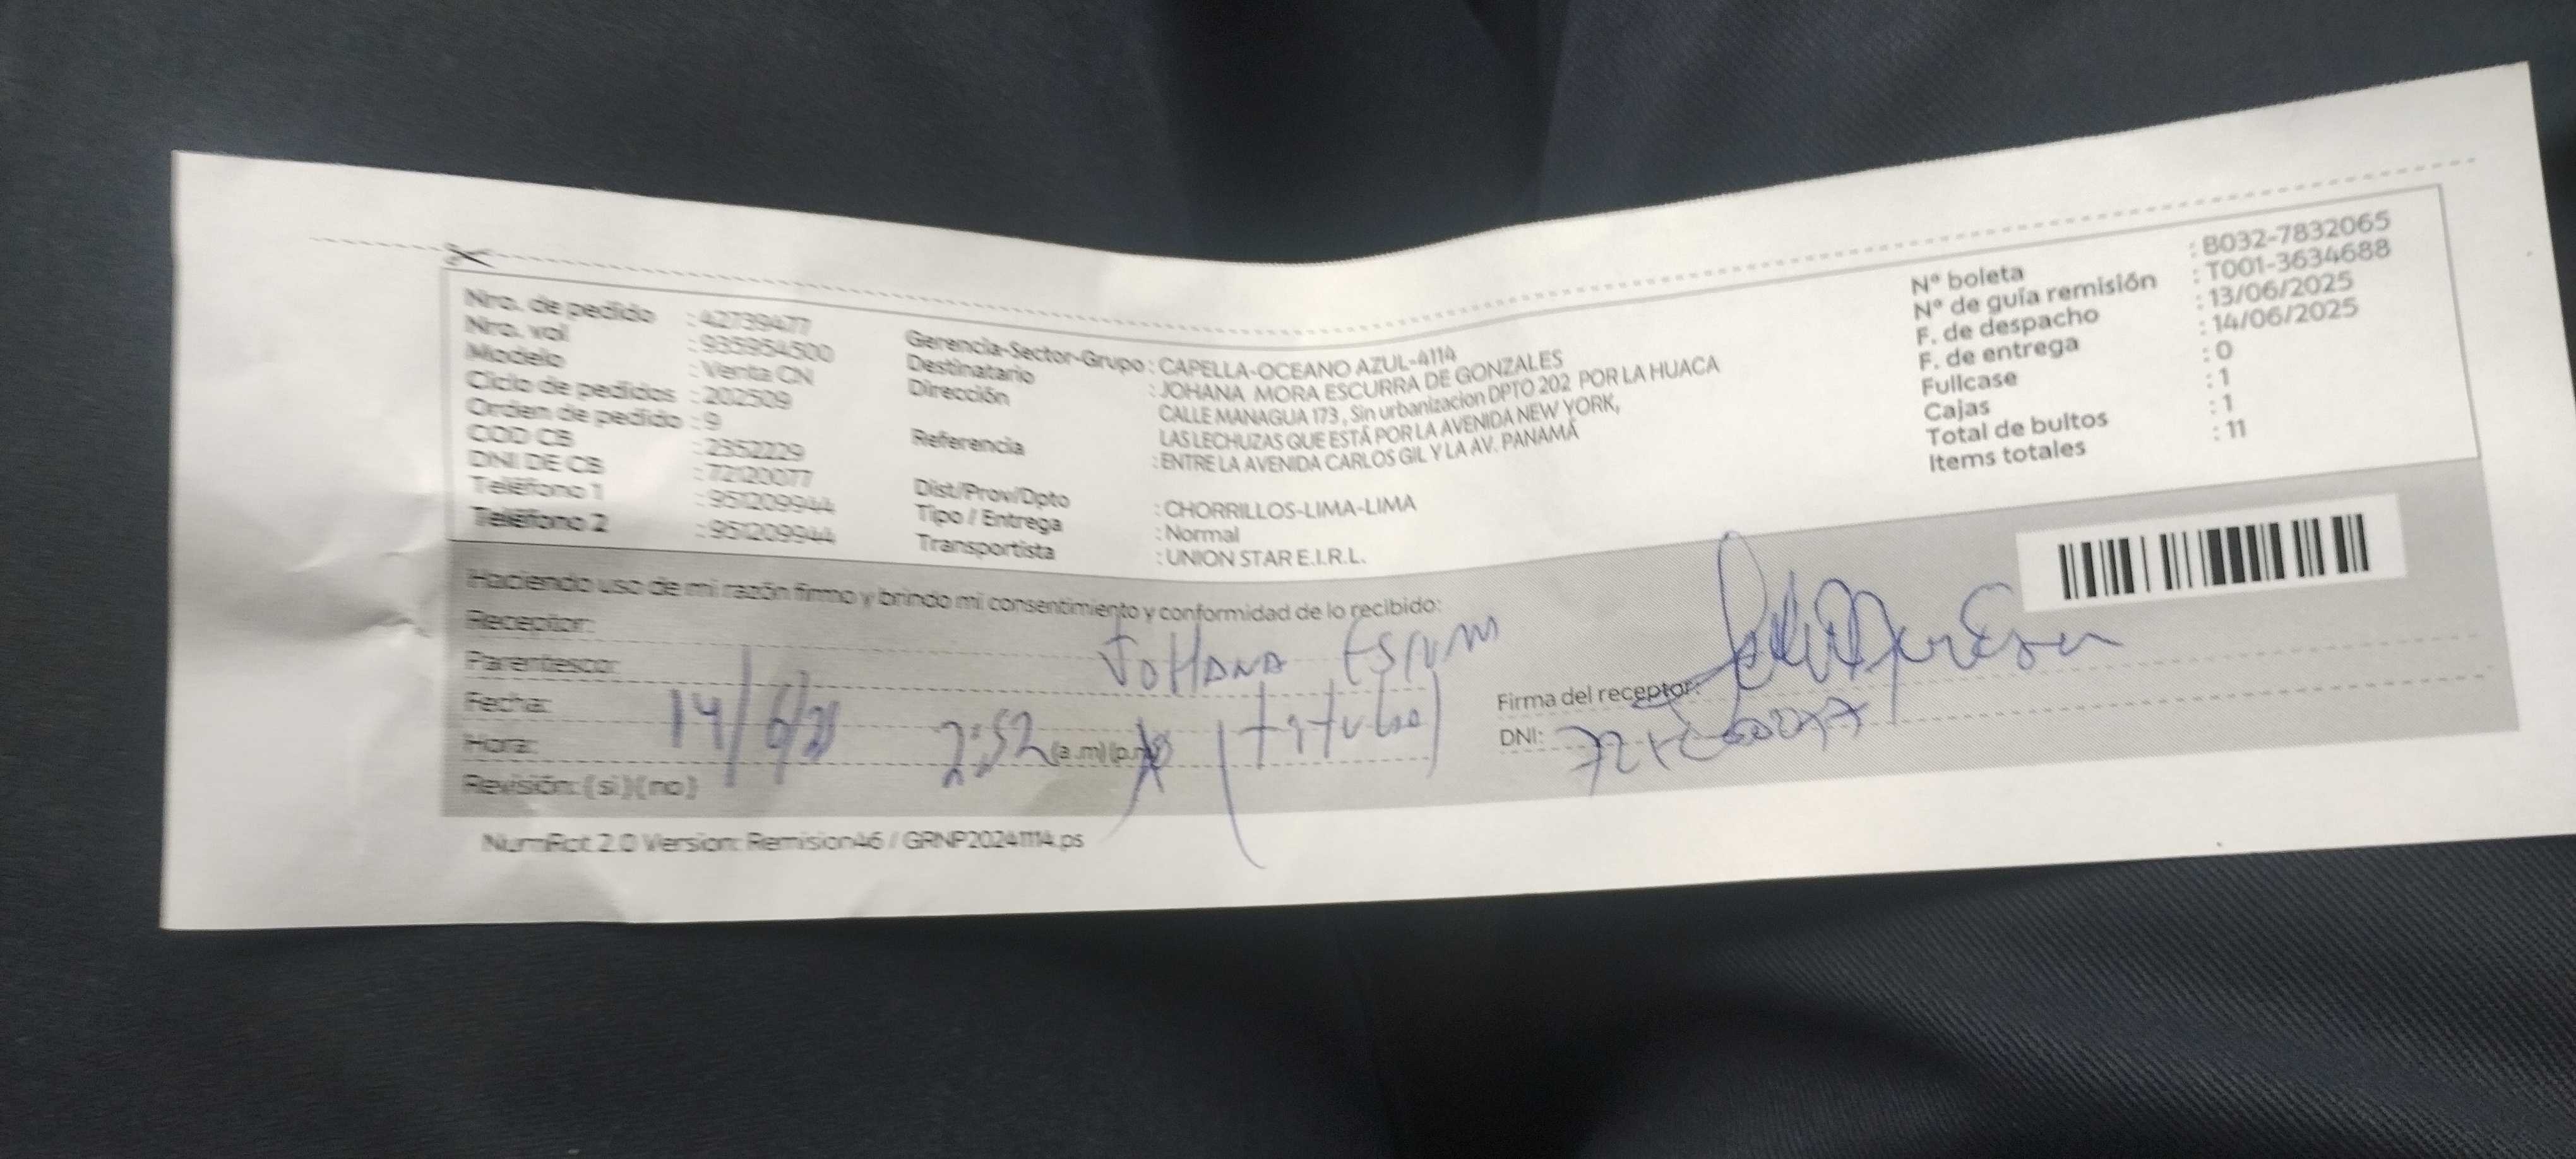 Nro. de pedido : 42739477
Nro. vol : 935954500
Modelo : Venta CN
Ciclo de pedidos : 202509
Orden de pedido : 9
COD CB : 2352229
DNI DE CB : 72120077
Teléfono 1 : 951209944
Teléfono 2 : 951209944
Gerencia-Sector-Grupo : CAPELLA-OCEANO AZUL-4114
Destinatario : JOHANA MORA ESCURRA DE GONZALES
Dirección CALLE MANAGUA 173, Sin urbanizacion DPTO 202 POR LA HUACA
LAS LECHUZAS QUE ESTÁ POR LA AVENIDA NEW YORK,
Referencia : ENTRE LA AVENIDA CARLOS GIL Y LA AV. PANAMÁ
Dist/Prov/Dpto : CHORRILLOS-LIMA-LIMA
Tipo / Entrega : Normal
Transportista : UNION STAR E.I.R.L.
Nº boleta : B032-7832065
Nº de guía remisión : T001-3634688
F. de despacho : 13/06/2025
F. de entrega : 14/06/2025
Fullcase : 0
Cajas : 1
Total de bultos : 1
Items totales : 11
Haciendo uso de mi razón firmo y brindo mi consentimiento y conformidad de lo recibido:
Receptor: JOHANA
Parentesco:
Fecha: 14/6/
Hora: 2:52 (a.m)(p.m)
Revisión: (si)(no)
Firma del receptor:
DNI:
NumRot 2.0 Version: Remision46 / GRNP20241114.ps